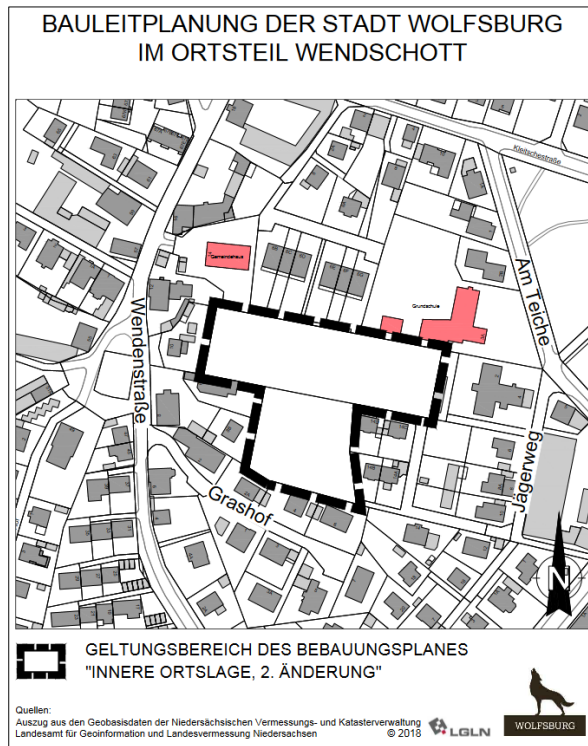 BAULEITPLANUNG DER STADT WOLFSBURG
IM ORTSTEIL WENDSCHOTT
Kleitschestraße
Gemeindehaus
Am Teiche
Grundschule
Wendenstraße
Jägerweg
Grashof
N
GELTUNGSBEREICH DES BEBAUUNGSPLANES
"INNERE ORTSLAGE, 2. ÄNDERUNG"
Quellen:
Auszug aus den Geobasisdaten der Niedersächsischen Vermessungs- und Katasterverwaltung
Landesamt für Geoinformation und Landesvermessung Niedersachsen © 2018
LGLN
WOLFSBURG